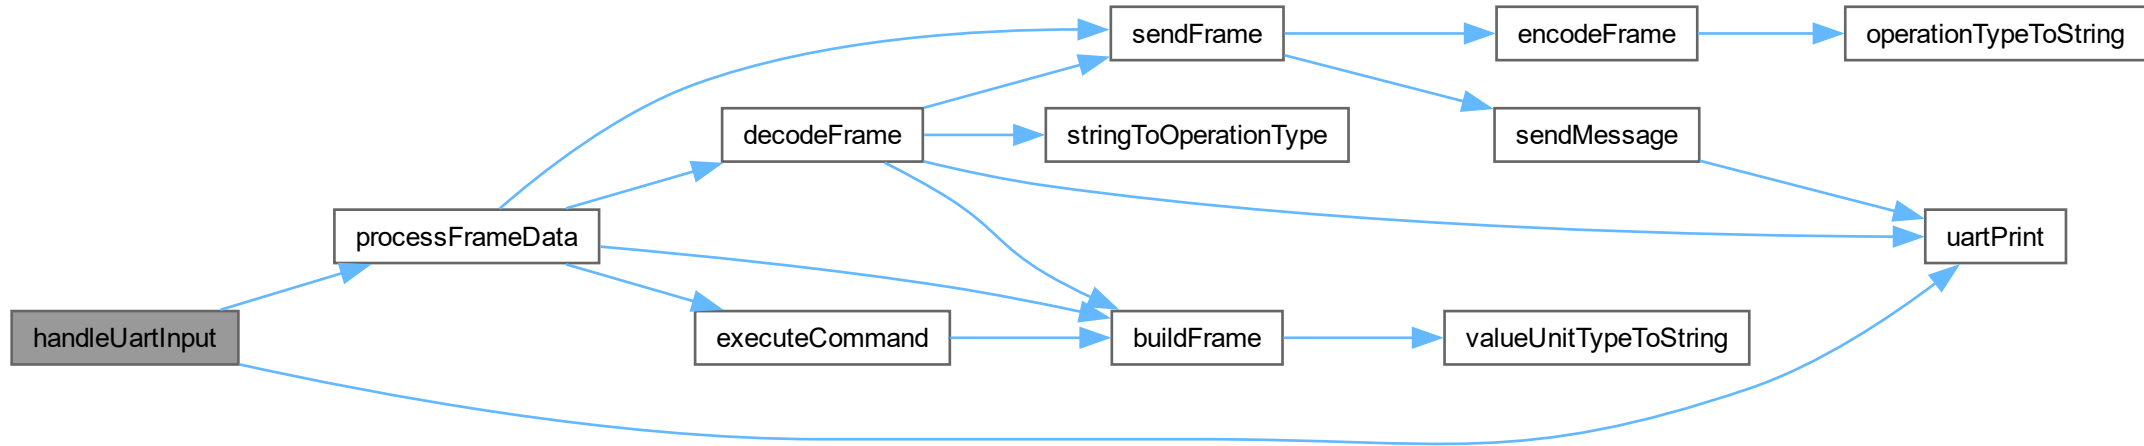 sendFrame
encodeFrame
operationTypeToString
decodeFrame
stringToOperationType
sendMessage
processFrameData
uartPrint
handleUartInput
executeCommand
buildFrame
valueUnitTypeToString